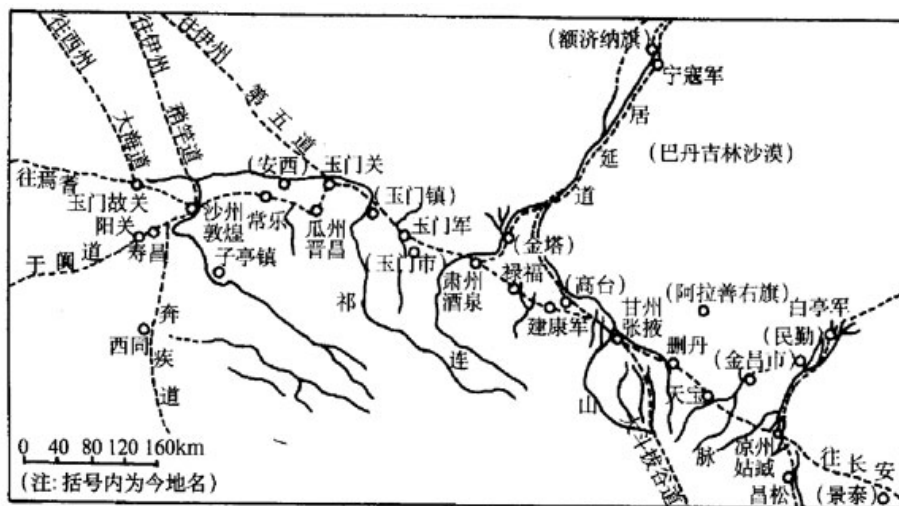 往西州
往伊州
往伊州
大海道
稍竿道
第五道
(额济纳旗)
宁寇军
居延道
(巴丹吉林沙漠)
往焉耆
玉门故关
阳关
寿昌
于阗道
沙州
敦煌
常乐
(安西)
玉门关
瓜州
晋昌
(玉门镇)
玉门军
(玉门市)
子亭镇
西同
奔疾道
祁连山脉
肃州
酒泉
(金塔)
禄福
建康军
(高台)
甘州
张掖
(阿拉普右旗)
删丹
(金昌市)
天宝
白亭军
(民勤)
斗拔谷道
凉州
姑臧
昌松
往长安
(景泰)
0 40 80 120 160km
(注:括号内为今地名)